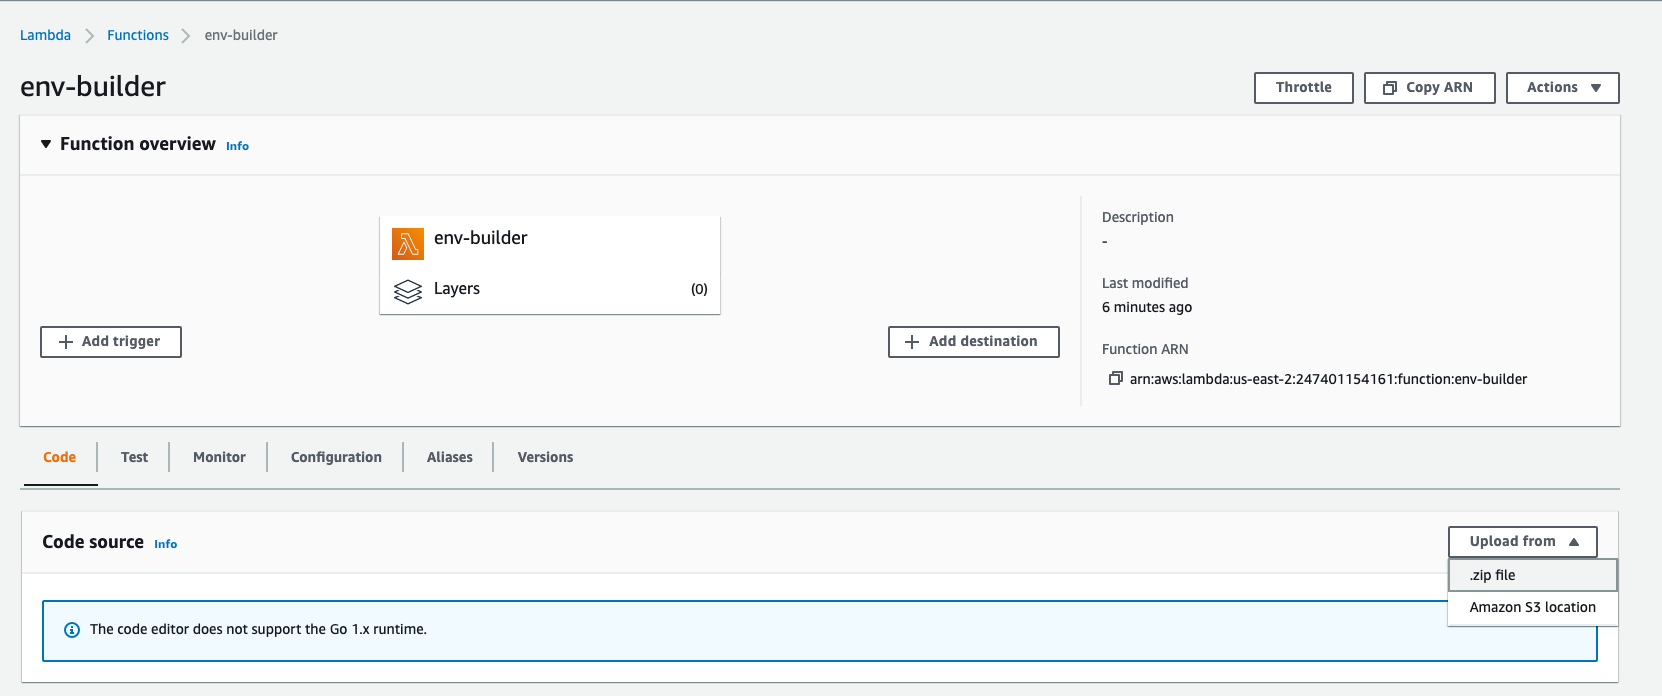 Lambda Functions env-builder
env-builder
Throttle Copy ARN Actions
Function overview Info
env-builder
Layers (0)
Add trigger
Add destination
Description
-
Last modified
6 minutes ago
Function ARN
arn:aws:lambda:us-east-2:247401154161:function:env-builder
Code Test Monitor Configuration Aliases Versions
Code source Info
Upload from
.zip file
Amazon S3 location
The code editor does not support the Go 1.x runtime.